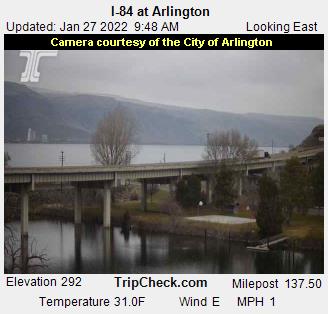 I-84 at Arlington
Updated: Jan 27 2022 9:48 AM Looking East
Camera courtesy of the City of Arlington
Elevation 292 TripCheck.com Milepost 137.50
Temperature 31.0F Wind E MPH 1